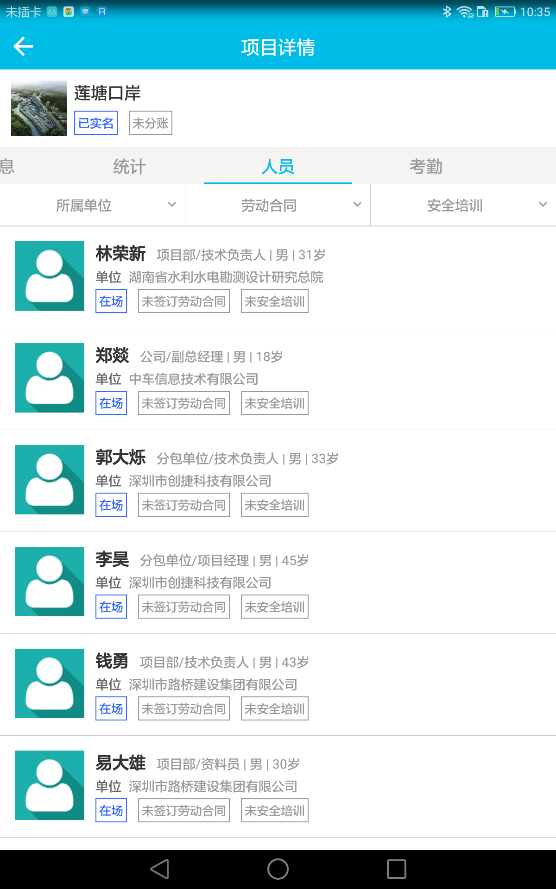 未插卡 10:35
项目详情
莲塘口岸
已实名 未分账
息 统计 人员 考勤
所属单位 劳动合同 安全培训
林荣新 项目部/技术负责人 | 男 | 31岁
单位 湖南省水利水电勘测设计研究总院
在场 未签订劳动合同 未安全培训
郑燚 公司/副总经理 | 男 | 18岁
单位 中车信息技术有限公司
在场 未签订劳动合同 未安全培训
郭大烁 分包单位/技术负责人 | 男 | 33岁
单位 深圳市创捷科技有限公司
在场 未签订劳动合同 未安全培训
李昊 分包单位/项目经理 | 男 | 45岁
单位 深圳市创捷科技有限公司
在场 未签订劳动合同 未安全培训
钱勇 项目部/技术负责人 | 男 | 43岁
单位 深圳市路桥建设集团有限公司
在场 未签订劳动合同 未安全培训
易大雄 项目部/资料员 | 男 | 30岁
单位 深圳市路桥建设集团有限公司
在场 未签订劳动合同 未安全培训